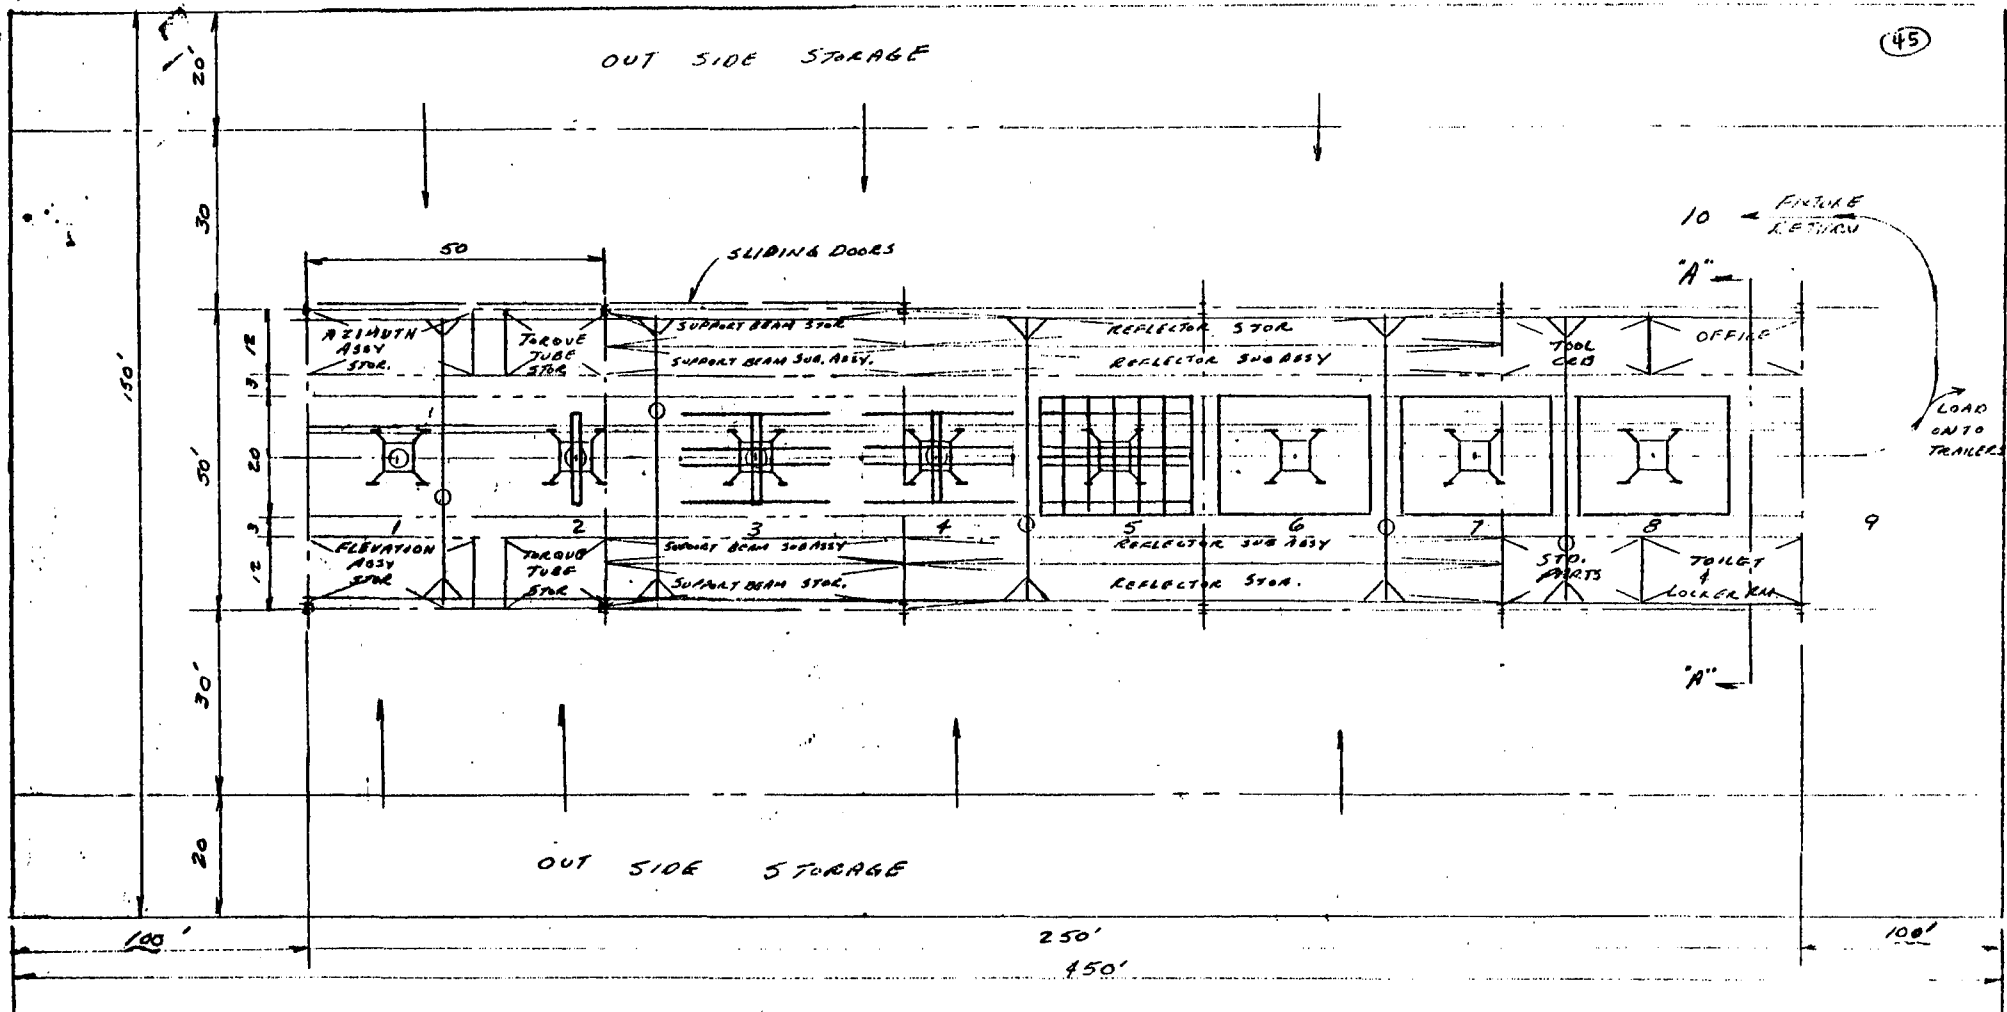 45
OUT SIDE STORAGE
20'
30
10
FIXTURE
RETURN
"A"
50
SLIDING DOORS
AZIMUTH
ASSY
STOR.
TORQUE
TUBE
STOR
SUPPORT BEAM STOR
SUPPORT BEAM SUB. ASSY.
REFLECTOR STOR
REFLECTOR SUB ASSY
TOOL
CRB
OFFICE
12
3
20
3
12
50'
150'
LOAD
ONTO
TRAILERS
1
2
3
4
5
6
7
8
9
ELEVATION
ASSY
STOR
TORQUE
TUBE
STOR
SUPPORT BEAM SUB ASSY
SUPPORT BEAM STOR.
REFLECTOR SUB ASSY
REFLECTOR STOR.
STD.
PARTS
TOILET
&
LOCKER RM
30'
"A"
20
OUT SIDE STORAGE
100'
250'
100'
450'